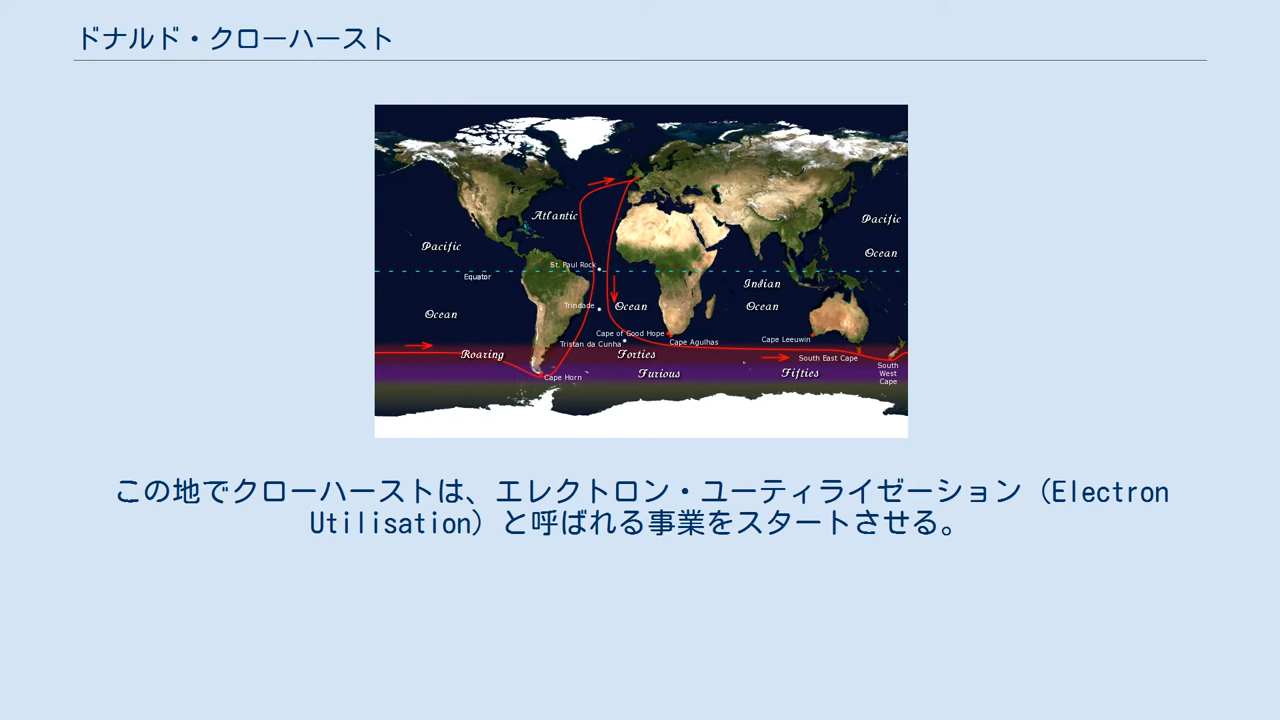 ドナルド・クローハースト
Atlantic
Pacific
Pacific
Ocean
St. Paul Rock
Equator
Indian
Trindade
Ocean
Ocean
Ocean
Cape of Good Hope
Cape Leeuwin
Tristan da Cunha
Cape Agulhas
Roaring
Forties
South East Cape
South
West
Cape
Cape Horn
Furious
Fifties
この地でクローハーストは、エレクトロン・ユーティライゼーション（Electron
Utilisation）と呼ばれる事業をスタートさせる。